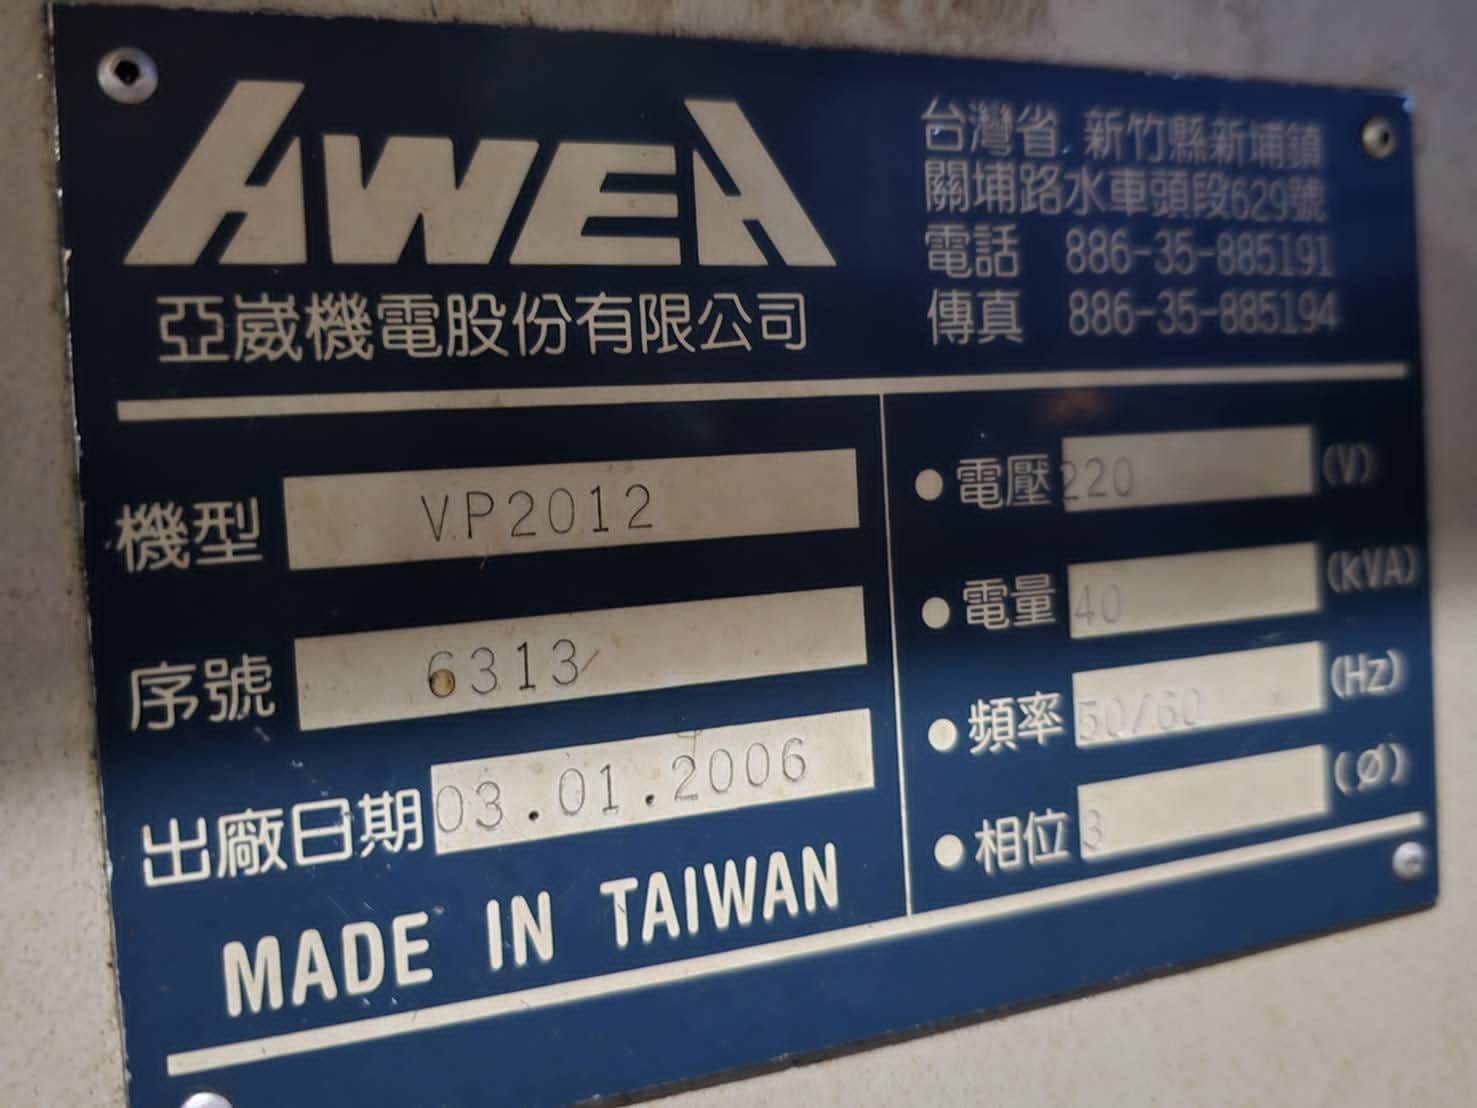 AWEA
亞崴機電股份有限公司
台灣省 新竹縣新埔鎮
關埔路水車頭段629號
電話 886-35-885191
傳真 886-35-885194
機型 VP2012
序號 6313
出廠日期 03.01.2006
MADE IN TAIWAN
電壓 220 (V)
電量 40 (KVA)
頻率 50/60 (Hz)
相位 3 (Ø)